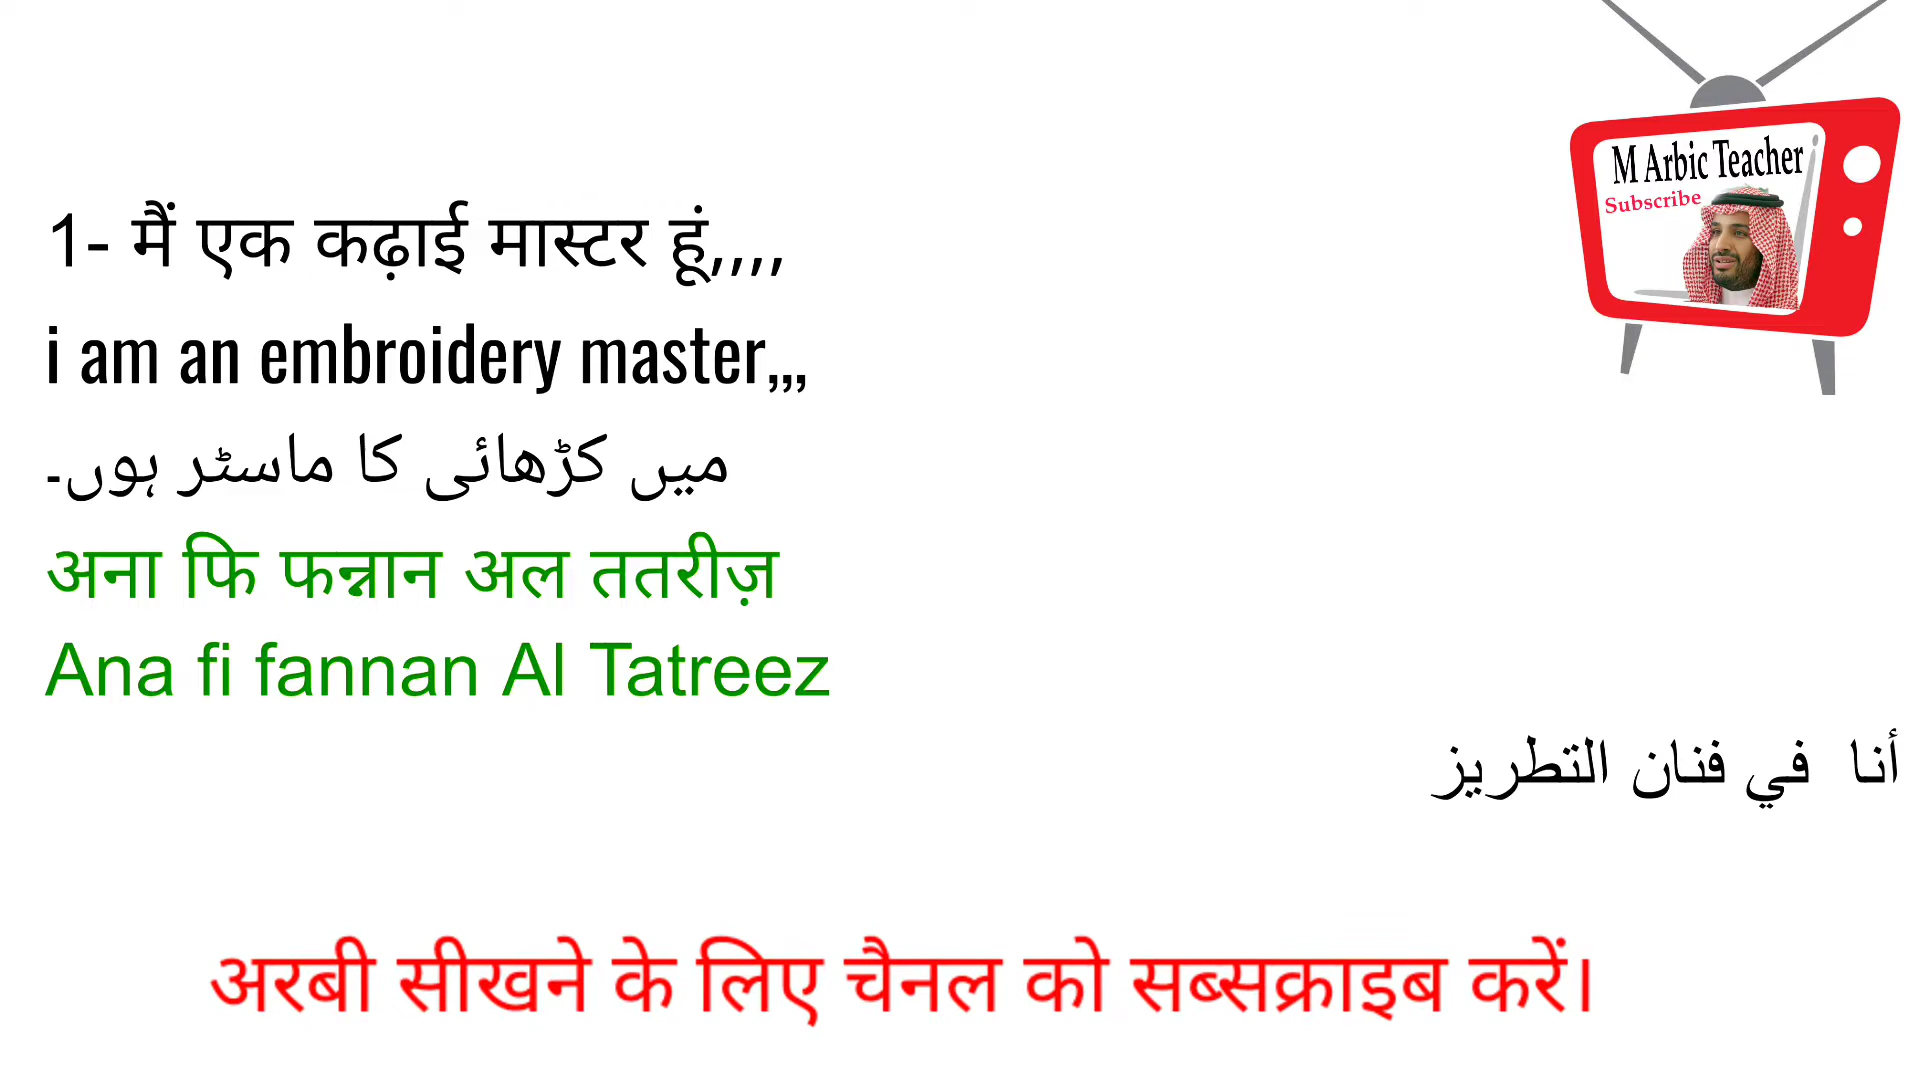 M Arbic Teacher
Subscribe
1- मैं एक कढ़ाई मास्टर हूं,,,,
i am an embroidery master,,,
میں کڑھائی کا ماسٹر ہوں۔
अना फि फन्नान अल ततरीज़
Ana fi fannan Al Tatreez
أنا في فنان التطريز
अरबी सीखने के लिए चैनल को सब्सक्राइब करें।